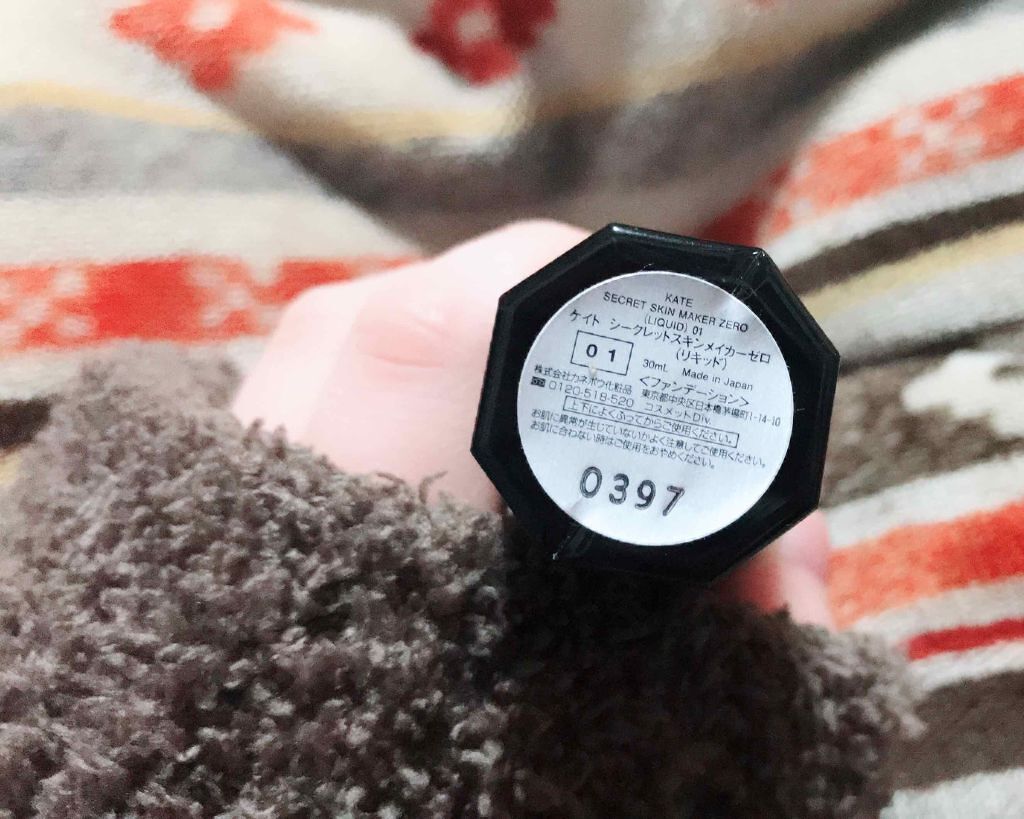 KATE
SECRET SKIN MAKER ZERO
(LIQUID) 01
ケイト シークレットスキンメイカーゼロ
(リキッド)
01
30mL Made in Japan
<ファンデーション>
株式会社カネボウ化粧品
東京都中央区日本橋茅場町1-14-10
0120-518-520 コスメットDiv.
上下によくふってからご使用ください。
お肌に異常が生じていないかよく注意してご使用ください。
お肌に合わない時はご使用をおやめください。
0397